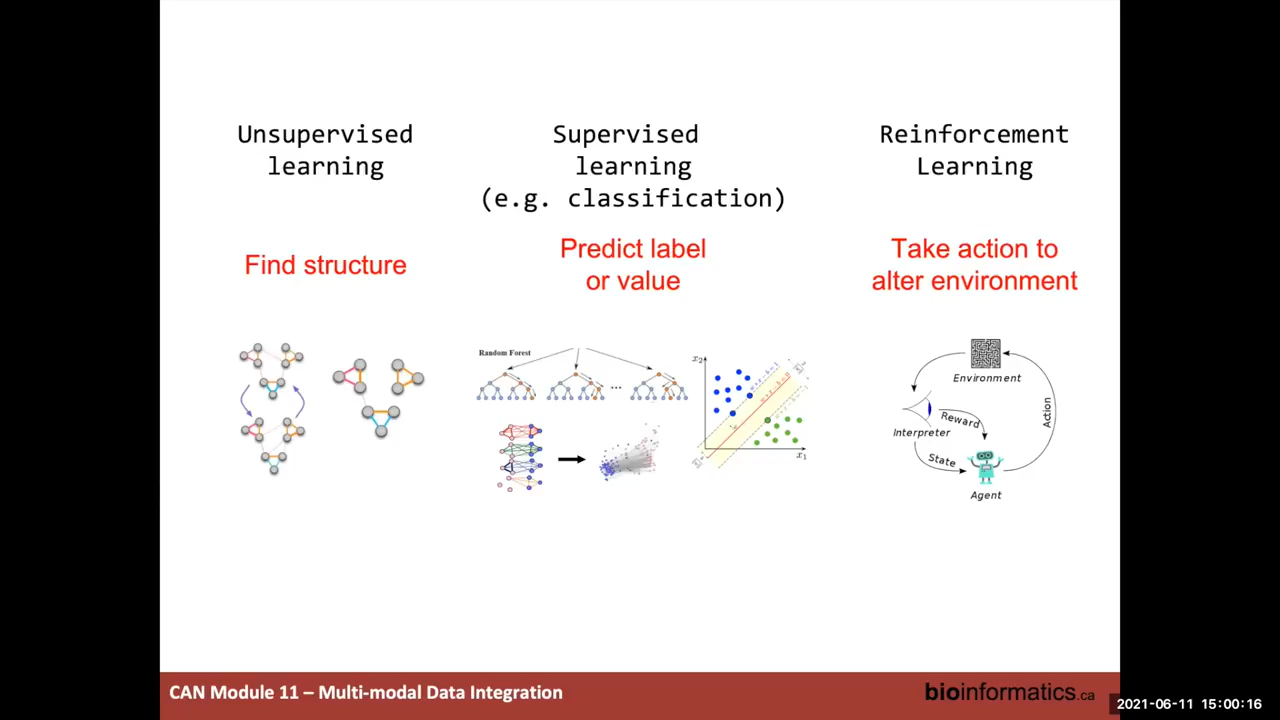 Unsupervised
learning
Supervised
learning
(e.g. classification)
Reinforcement
Learning
Find structure
Predict label
or value
Take action to
alter environment
Random Forest
...
x₂
x₁
Environment
Reward
Interpreter
State
Action
Agent
CAN Module 11 – Multi-modal Data Integration
bioinformatics.ca
2021-06-11 15:00:16